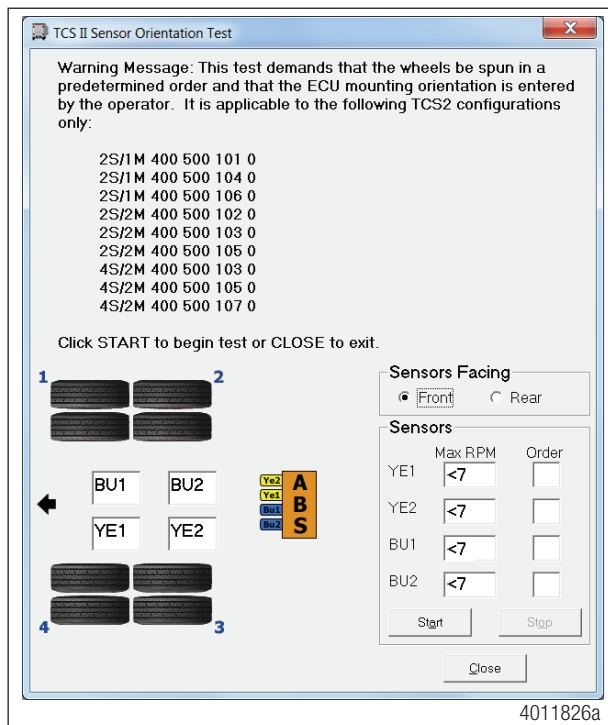 TCS II Sensor Orientation Test
Warning Message: This test demands that the wheels be spun in a
predetermined order and that the ECU mounting orientation is entered
by the operator. It is applicable to the following TCS2 configurations
only:
2S/1M 400 500 101 0
2S/1M 400 500 104 0
2S/1M 400 500 106 0
2S/2M 400 500 102 0
2S/2M 400 500 103 0
2S/2M 400 500 105 0
4S/2M 400 500 103 0
4S/2M 400 500 105 0
4S/2M 400 500 107 0
Click START to begin test or CLOSE to exit.
1
2
BU1
BU2
YE1
YE2
Ye2
Ye1
Bu1
Bu2
A
B
S
4
3
Sensors Facing
Front
Rear
Sensors
Max RPM
Order
YE1
<7
YE2
<7
BU1
<7
BU2
<7
Start
Stop
Close
4011826a